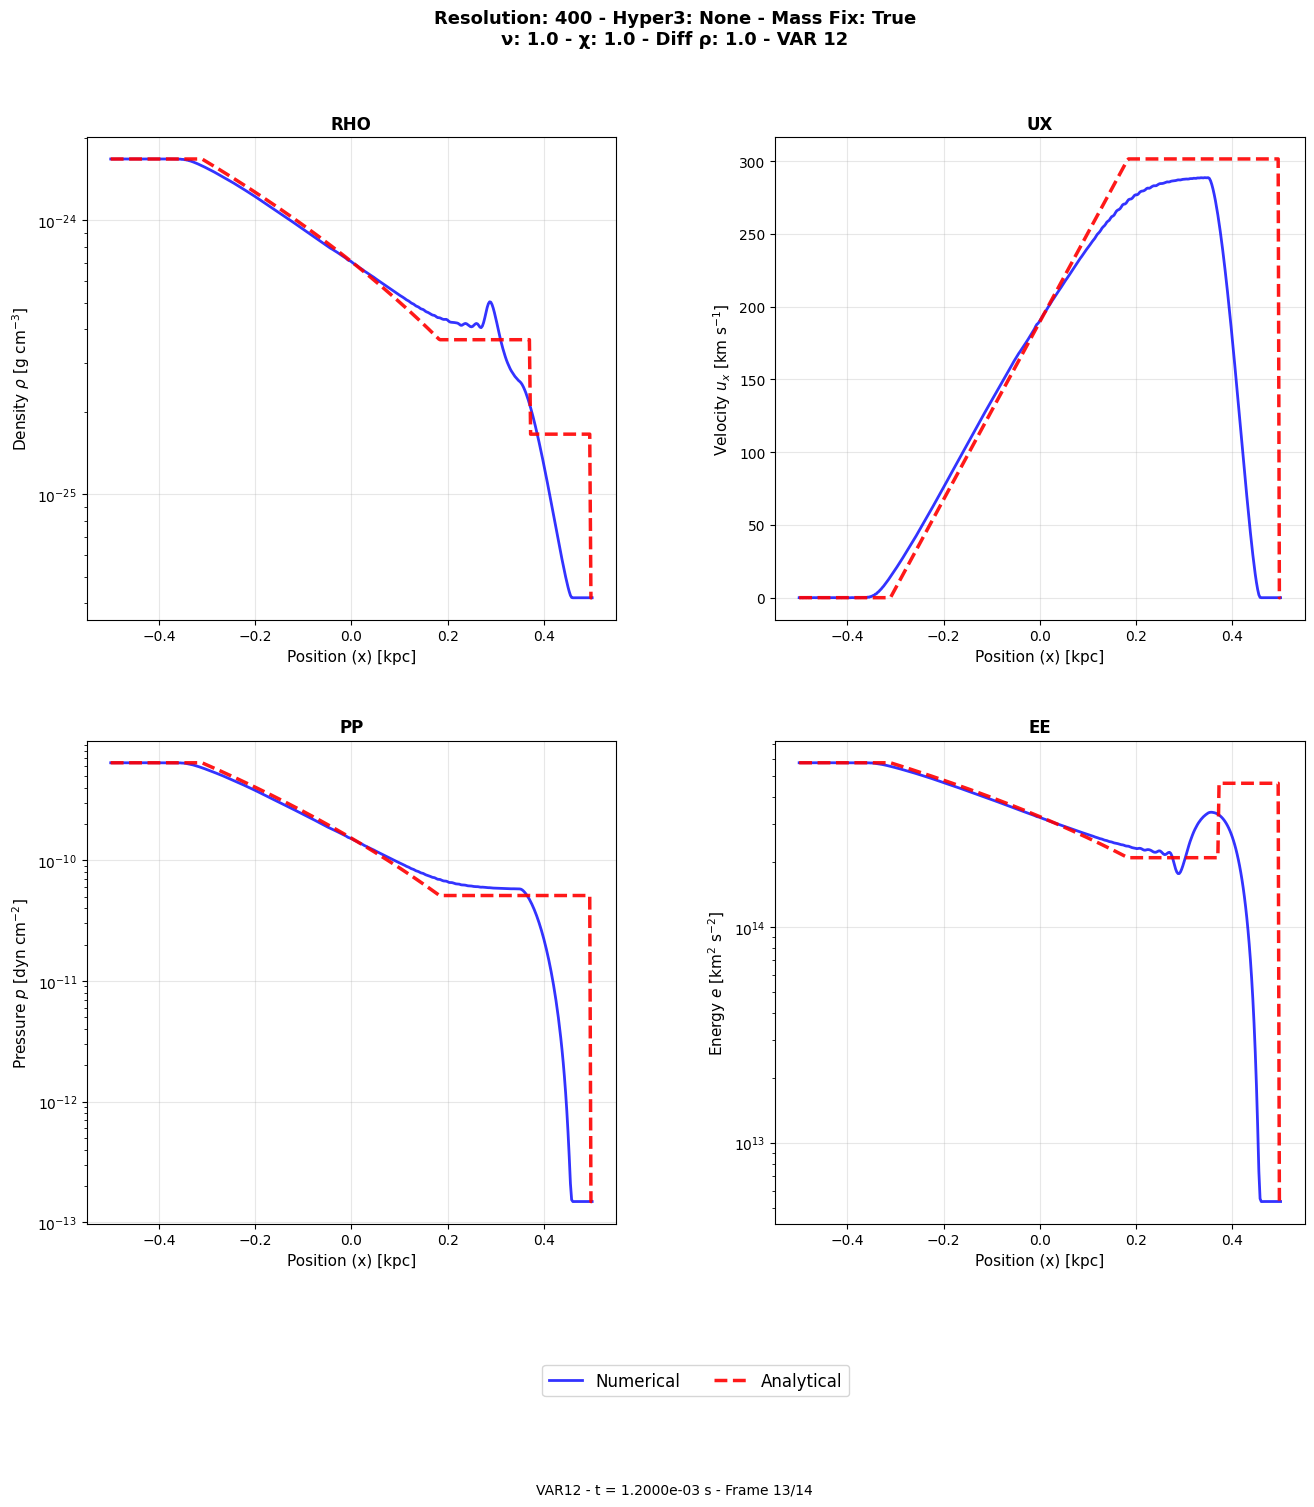 Resolution: 400 - Hyper3: None - Mass Fix: True
ν: 1.0 - χ: 1.0 - Diff ρ: 1.0 - VAR 12
RHO
Density ρ [g cm⁻³]
10⁻²⁴
10⁻²⁵
−0.4 −0.2 0.0 0.2 0.4
Position (x) [kpc]
UX
Velocity uₓ [km s⁻¹]
300
250
200
150
100
50
0
−0.4 −0.2 0.0 0.2 0.4
Position (x) [kpc]
PP
Pressure p [dyn cm⁻²]
10⁻¹⁰
10⁻¹¹
10⁻¹²
10⁻¹³
−0.4 −0.2 0.0 0.2 0.4
Position (x) [kpc]
EE
Energy e [km² s⁻²]
10¹⁴
10¹³
−0.4 −0.2 0.0 0.2 0.4
Position (x) [kpc]
Numerical Analytical
VAR12 - t = 1.2000e-03 s - Frame 13/14